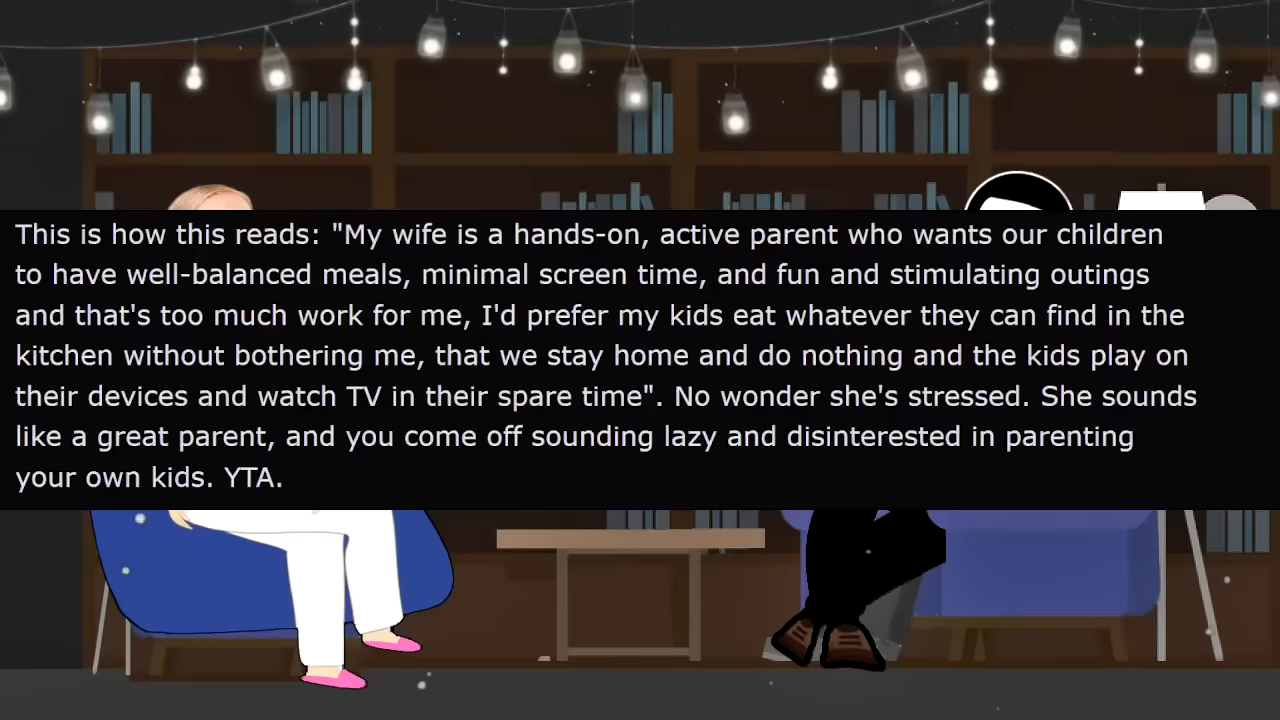 This is how this reads: "My wife is a hands-on, active parent who wants our children
to have well-balanced meals, minimal screen time, and fun and stimulating outings
and that's too much work for me, I'd prefer my kids eat whatever they can find in the
kitchen without bothering me, that we stay home and do nothing and the kids play on
their devices and watch TV in their spare time". No wonder she's stressed. She sounds
like a great parent, and you come off sounding lazy and disinterested in parenting
your own kids. YTA.